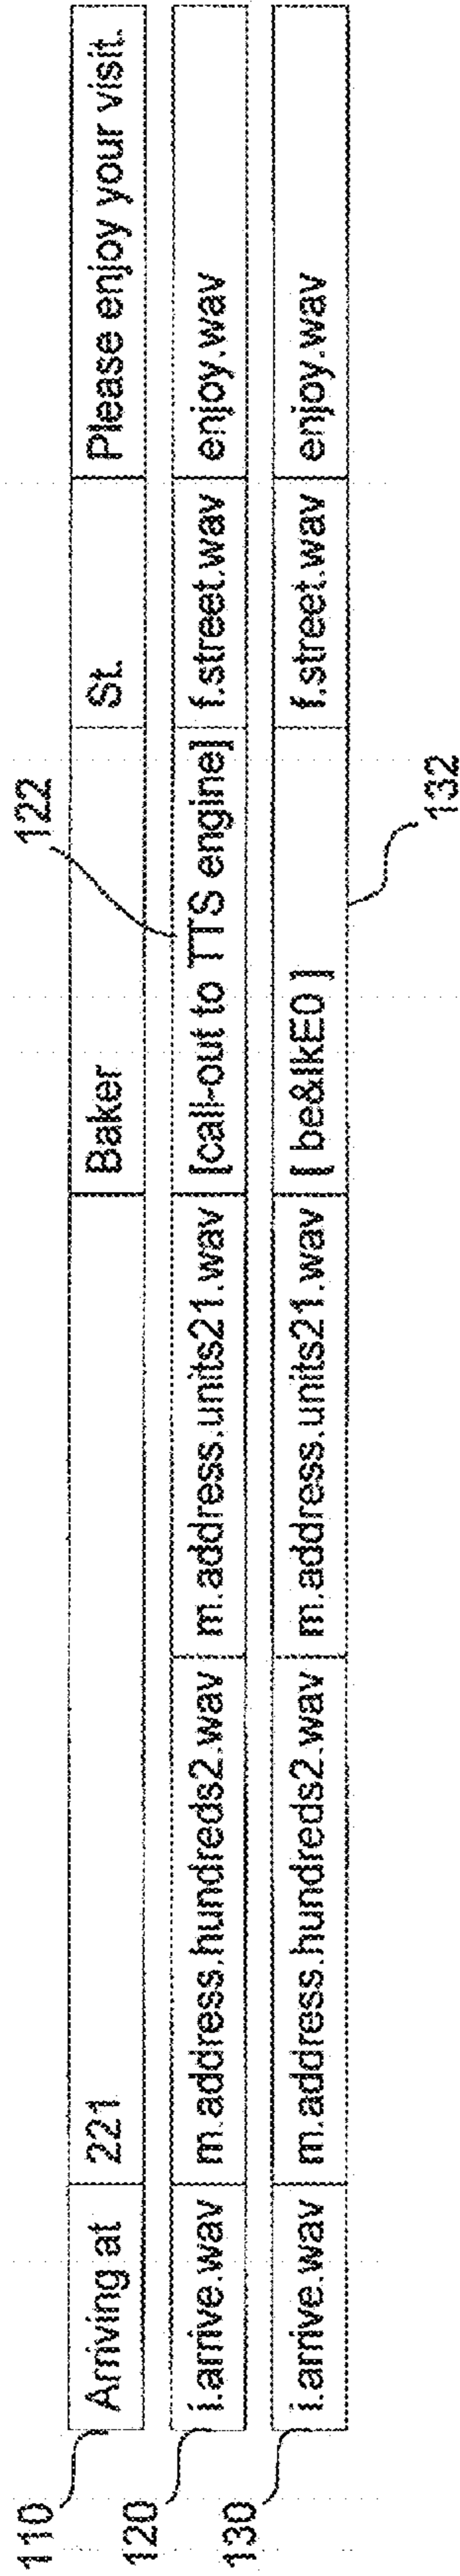 110 Arriving at 221 Baker St. Please enjoy your visit.
122
120 i.arrive.wav m.address.hundreds2.wav m.address.units21.wav [call-out to TTS engine] f.street.wav enjoy.wav
130 i.arrive.wav m.address.hundreds2.wav m.address.units21.wav [ be&IkE0 ] f.street.wav enjoy.wav
132